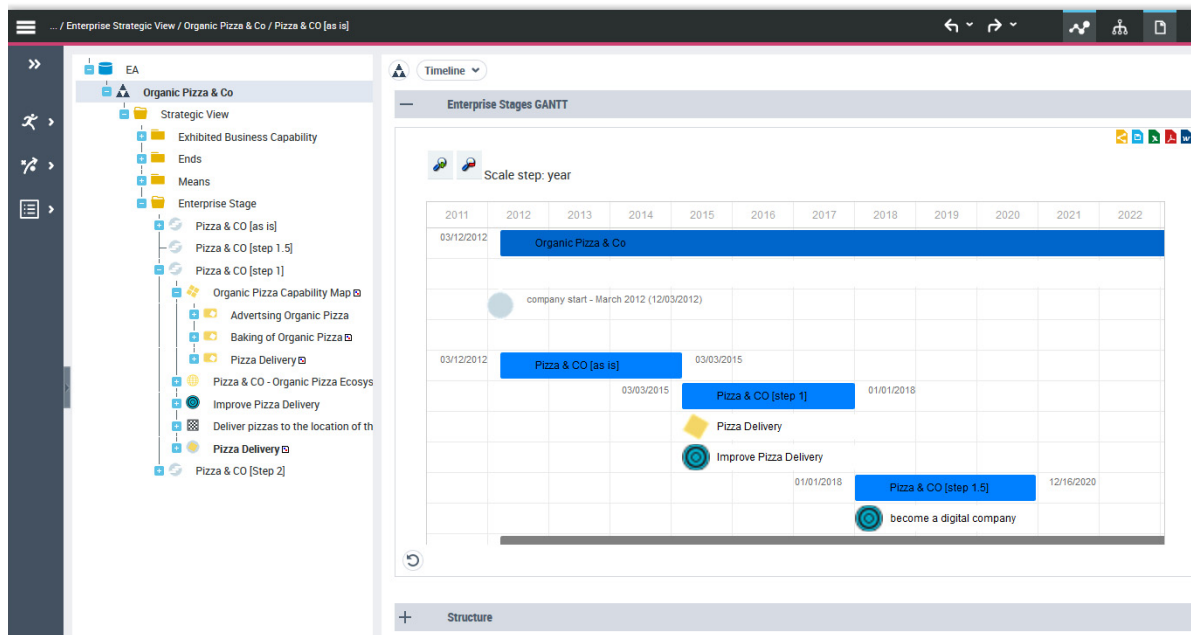 ... / Enterprise Strategic View / Organic Pizza & Co / Pizza & CO [as is]
EA
Organic Pizza & Co
Strategic View
Exhibited Business Capability
Ends
Means
Enterprise Stage
Pizza & CO [as is]
Pizza & CO [step 1.5]
Pizza & CO [step 1]
Organic Pizza Capability Map
Advertsing Organic Pizza
Baking of Organic Pizza
Pizza Delivery
Pizza & CO - Organic Pizza Ecosys
Improve Pizza Delivery
Deliver pizzas to the location of th
Pizza Delivery
Pizza & CO [Step 2]
Timeline
Enterprise Stages GANTT
Scale step: year
2011 2012 2013 2014 2015 2016 2017 2018 2019 2020 2021 2022
03/12/2012 Organic Pizza & Co
company start - March 2012 (12/03/2012)
03/12/2012 Pizza & CO [as is] 03/03/2015
03/03/2015 Pizza & CO [step 1] 01/01/2018
Pizza Delivery
Improve Pizza Delivery
01/01/2018 Pizza & CO [step 1.5] 12/16/2020
become a digital company
Structure